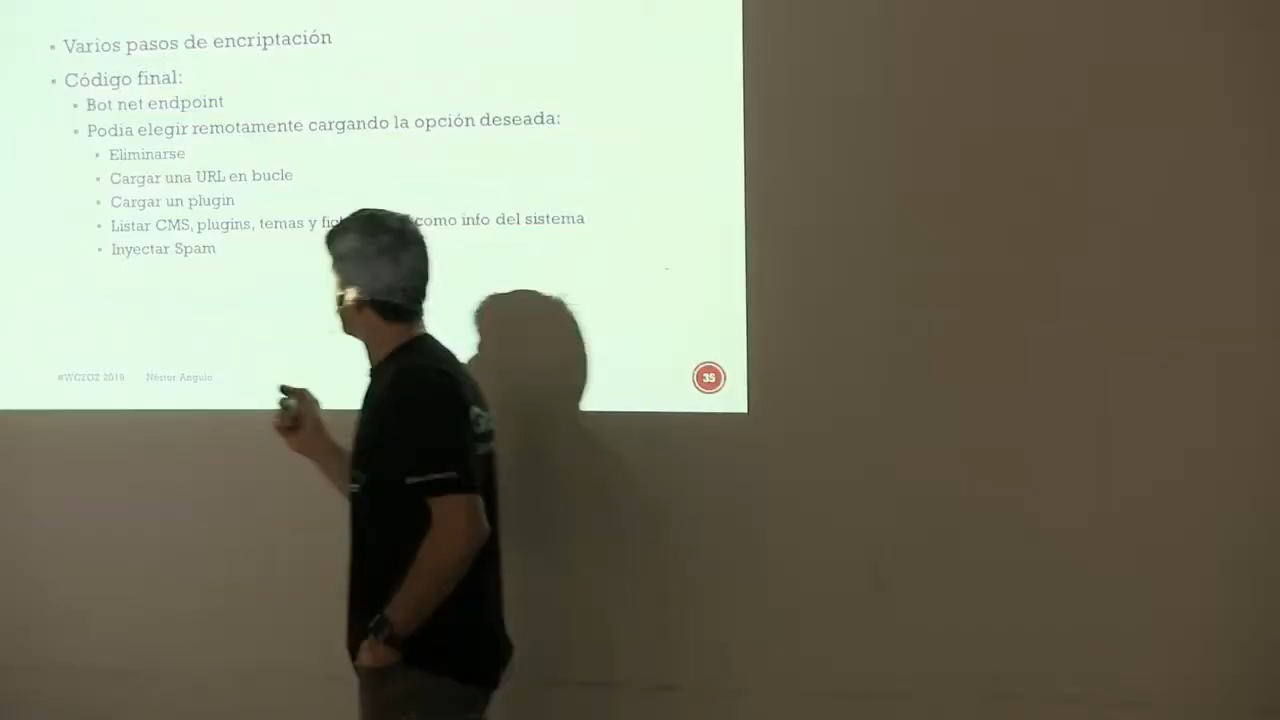 Varios pasos de encriptación
Código final:
Bot net endpoint
Podia elegir remotamente cargando la opción deseada:
Eliminarse
Cargar una URL en bucle
Cargar un plugin
Listar CMS, plugins, temas y como info del sistema
Inyectar Spam
#WCZGZ 2019 Néstor Angulo
35